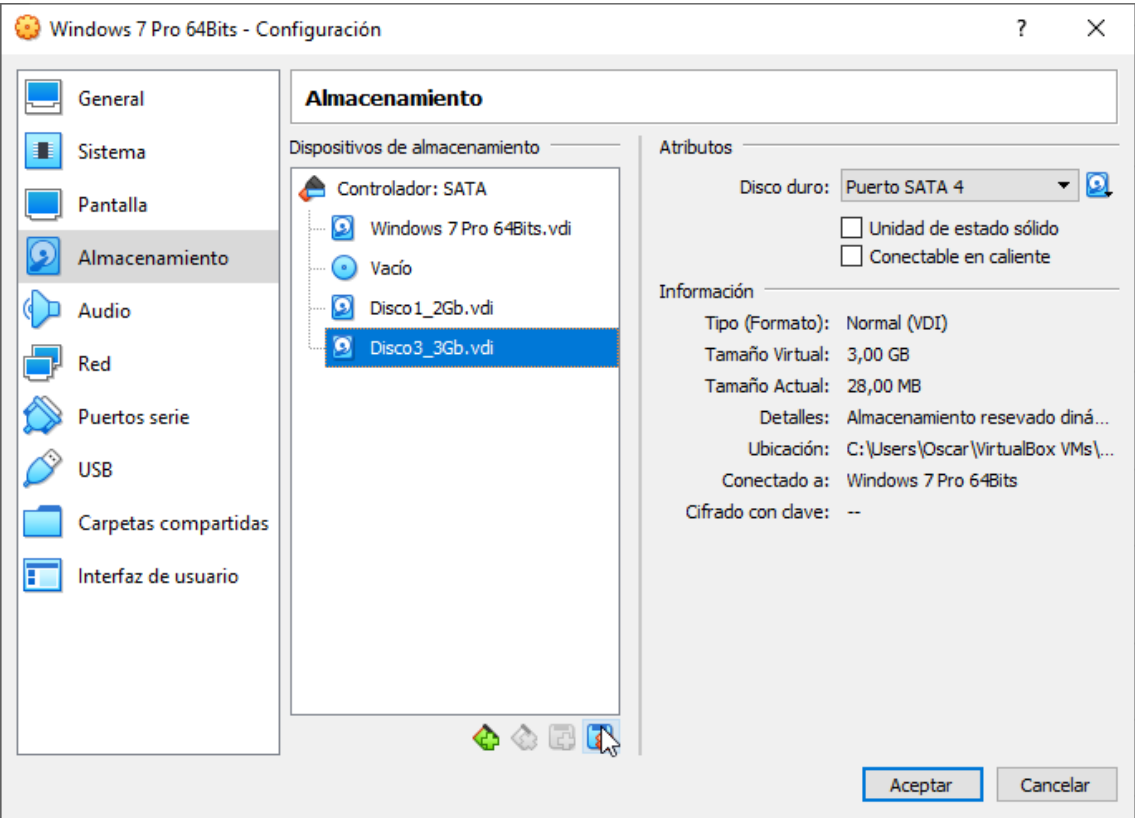 Windows 7 Pro 64Bits - Configuración
?
General
Sistema
Pantalla
Almacenamiento
Audio
Red
Puertos serie
USB
Carpetas compartidas
Interfaz de usuario
Almacenamiento
Dispositivos de almacenamiento
Controlador: SATA
Windows 7 Pro 64Bits.vdi
Vacío
Disco1_2Gb.vdi
Disco3_3Gb.vdi
Atributos
Disco duro: Puerto SATA 4
Unidad de estado sólido
Conectable en caliente
Información
Tipo (Formato): Normal (VDI)
Tamaño Virtual: 3,00 GB
Tamaño Actual: 28,00 MB
Detalles: Almacenamiento resevado diná...
Ubicación: C:\Users\Oscar\VirtualBox VMs\...
Conectado a: Windows 7 Pro 64Bits
Cifrado con clave: --
Aceptar
Cancelar